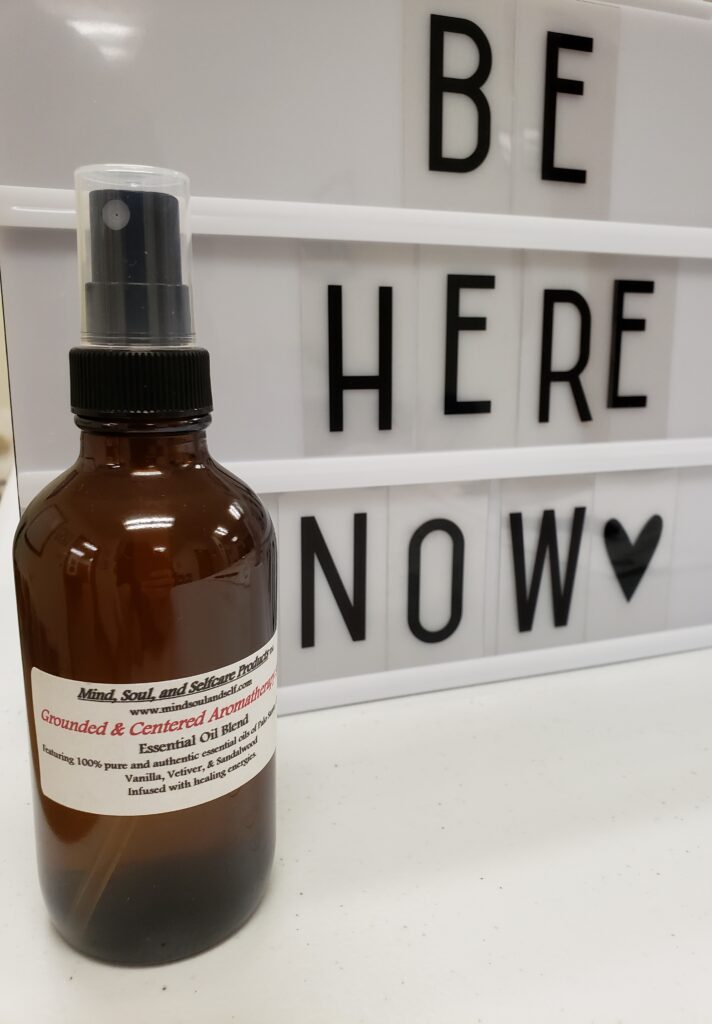 BE
HERE
NOW♥
Mind, Soul, and Selfcare Products
www.mindsoulandself.com
Grounded & Centered Aromatherapy
Essential Oil Blend
Featuring 100% pure and authentic essential oils of Palo
Vanilla, Vetiver, & Sandalwood
Infused with healing energies.